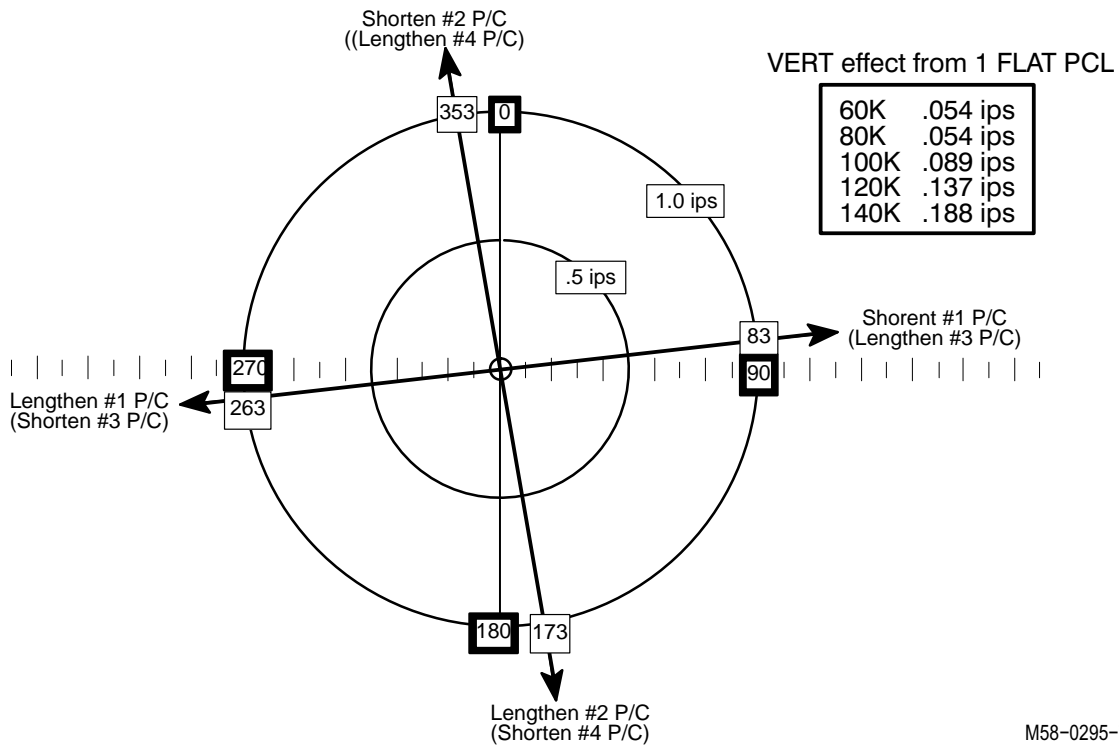 Shorten #2 P/C
((Lengthen #4 P/C)
VERT effect from 1 FLAT PCL
60K .054 ips
80K .054 ips
100K .089 ips
120K .137 ips
140K .188 ips
353
0
1.0 ips
.5 ips
Shorent #1 P/C
(Lengthen #3 P/C)
83
90
270
263
Lengthen #1 P/C
(Shorten #3 P/C)
180
173
Lengthen #2 P/C
(Shorten #4 P/C)
M58-0295-